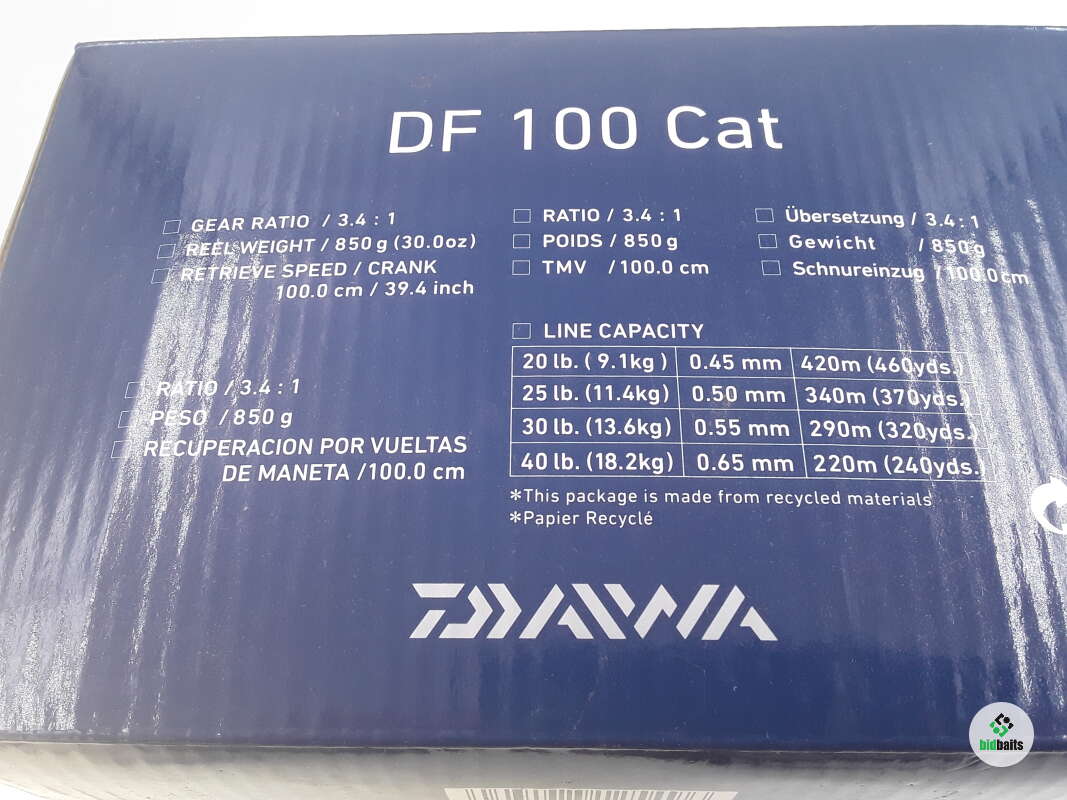 DF 100 Cat
GEAR RATIO / 3.4 : 1
REEL WEIGHT / 850 g (30.0oz)
RETRIEVE SPEED / CRANK
100.0 cm / 39.4 inch
RATIO / 3.4 : 1
POIDS / 850 g
TMV / 100.0 cm
Übersetzung / 3.4 : 1
Gewicht / 850g
Schnureinzug / 100.0 cm
RATIO / 3.4 : 1
PESO / 850 g
RECUPERACION POR VUELTAS
DE MANETA / 100.0 cm
LINE CAPACITY
20 lb. ( 9.1kg ) 0.45 mm 420m (460yds.)
25 lb. (11.4kg) 0.50 mm 340m (370yds.)
30 lb. (13.6kg) 0.55 mm 290m (320yds.)
40 lb. (18.2kg) 0.65 mm 220m (240yds.)
*This package is made from recycled materials
*Papier Recyclé
DAIWA
bidbaits